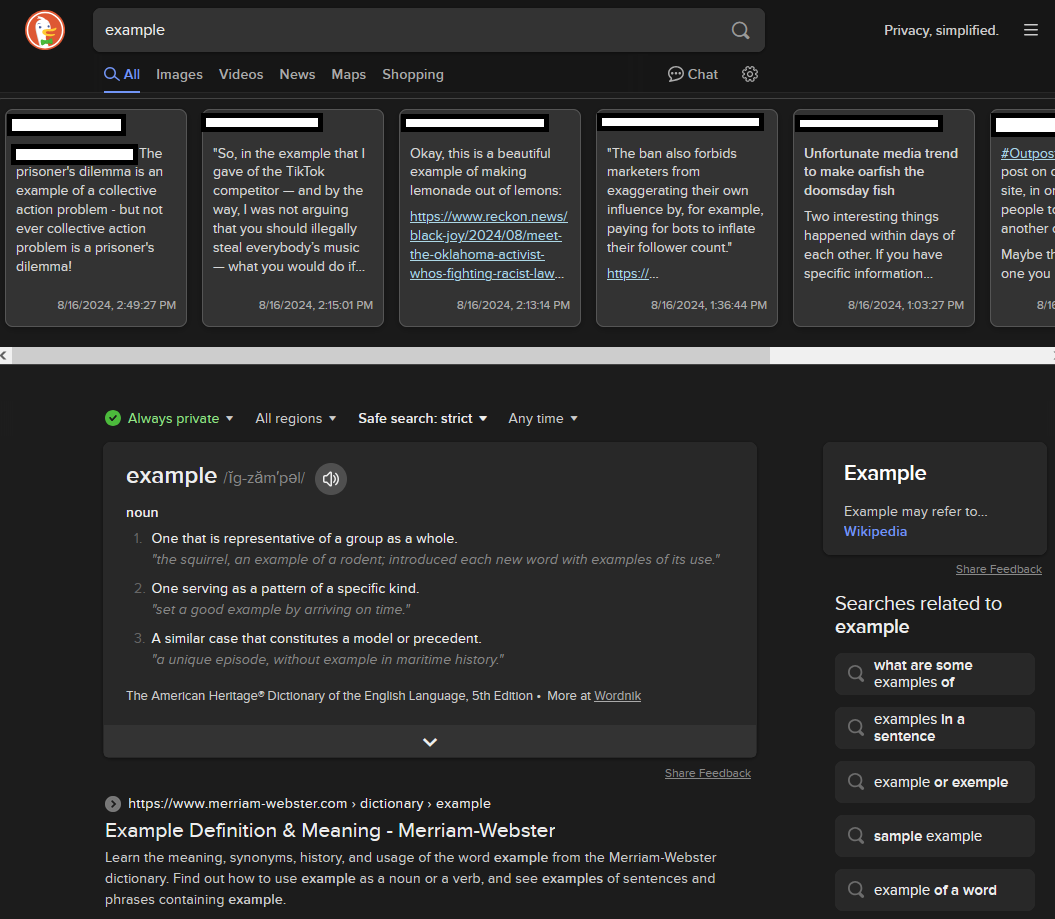 example
Privacy, simplified.
All Images Videos News Maps Shopping
Chat
The
prisoner's dilemma is an
example of a collective
action problem - but not
ever collective action
problem is a prisoner's
dilemma!
8/16/2024, 2:49:27 PM
"So, in the example that I
gave of the TikTok
competitor — and by the
way, I was not arguing
that you should illegally
steal everybody's music
— what you would do if...
8/16/2024, 2:15:01 PM
Okay, this is a beautiful
example of making
lemonade out of lemons:
https://www.reckon.news/
black-joy/2024/08/meet-
the-oklahoma-activist-
whos-fighting-racist-law...
8/16/2024, 2:13:14 PM
"The ban also forbids
marketers from
exaggerating their own
influence by, for example,
paying for bots to inflate
their follower count."
https://...
8/16/2024, 1:36:44 PM
Unfortunate media trend
to make oarfish the
doomsday fish
Two interesting things
happened within days of
each other. If you have
specific information...
8/16/2024, 1:03:27 PM
#Outpos
post on
site, in or
people to
another
Maybe th
one you
8/16
Always private
All regions
Safe search: strict
Any time
example /ĭg-zăm′pəl/
noun
1. One that is representative of a group as a whole.
"the squirrel, an example of a rodent; introduced each new word with examples of its use."
2. One serving as a pattern of a specific kind.
"set a good example by arriving on time."
3. A similar case that constitutes a model or precedent.
"a unique episode, without example in maritime history."
The American Heritage® Dictionary of the English Language, 5th Edition • More at Wordnik
Share Feedback
https://www.merriam-webster.com › dictionary › example
Example Definition & Meaning - Merriam-Webster
Learn the meaning, synonyms, history, and usage of the word example from the Merriam-Webster
dictionary. Find out how to use example as a noun or a verb, and see examples of sentences and
phrases containing example.
Example
Example may refer to...
Wikipedia
Share Feedback
Searches related to
example
what are some
examples of
examples in a
sentence
example or exemple
sample example
example of a word